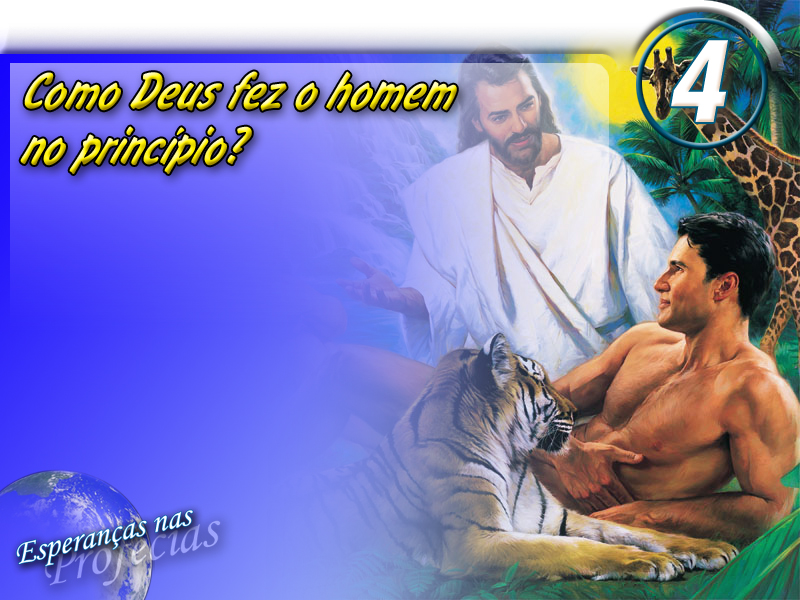 Como Deus fez o homem
no princípio?
4
Esperanças nas
Profecias